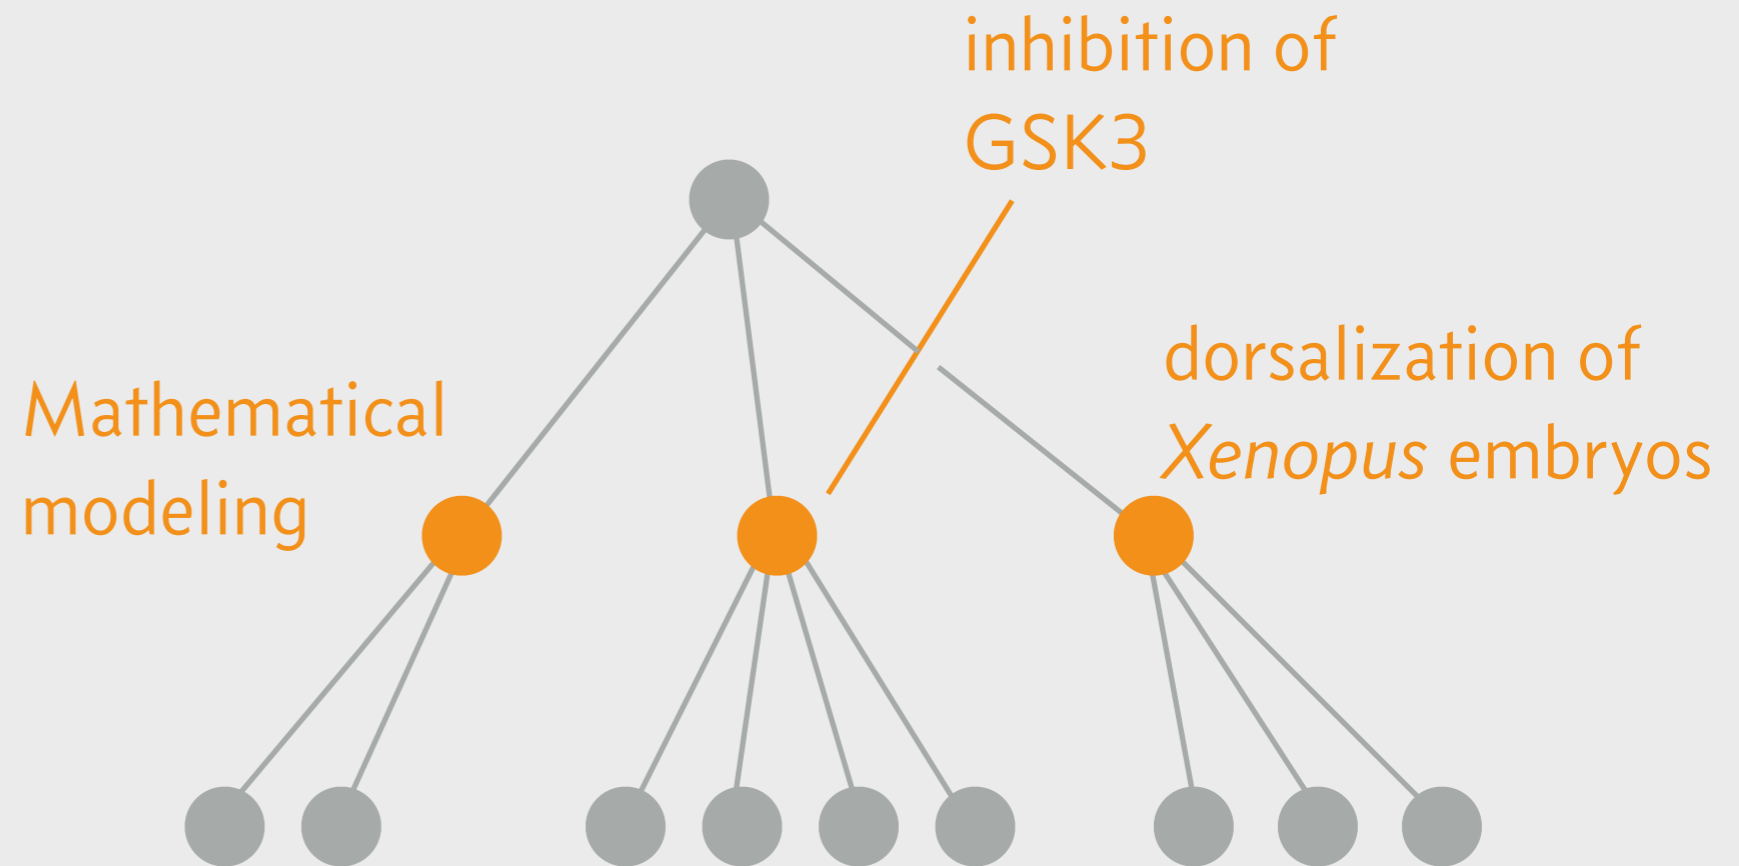 inhibition of
GSK3
Mathematical
modeling
dorsalization of
Xenopus embryos